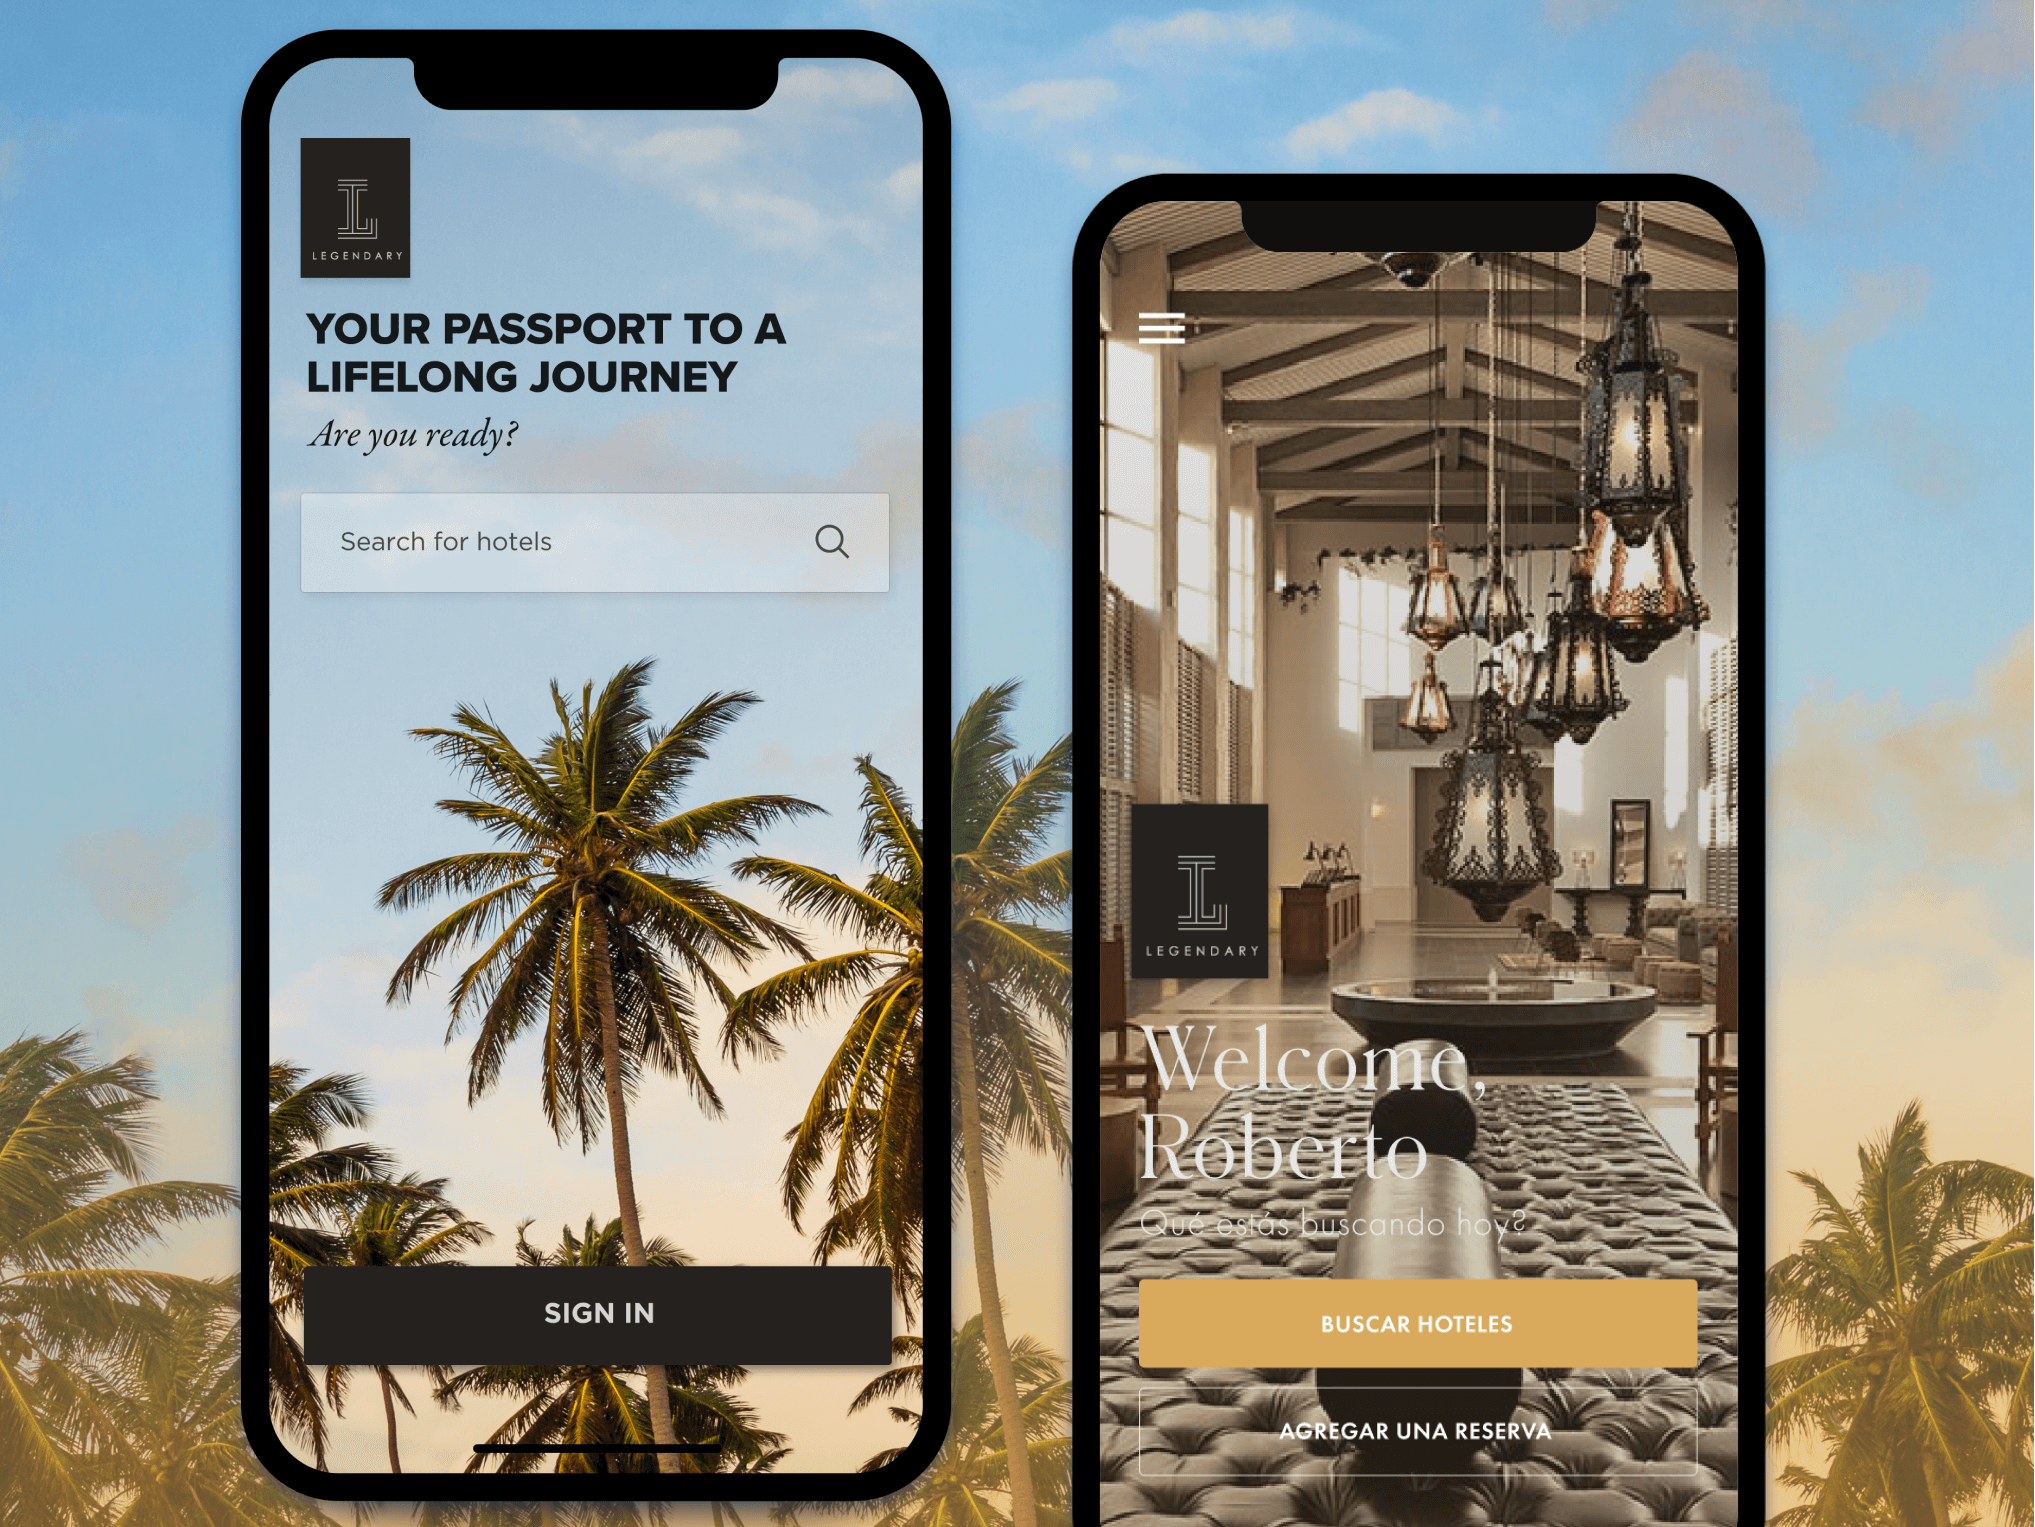 LEGENDARY
YOUR PASSPORT TO A
LIFELONG JOURNEY
Are you ready?
Search for hotels
SIGN IN
LEGENDARY
Welcome,
Roberto
Qué estás buscando hoy?
BUSCAR HOTELES
AGREGAR UNA RESERVA